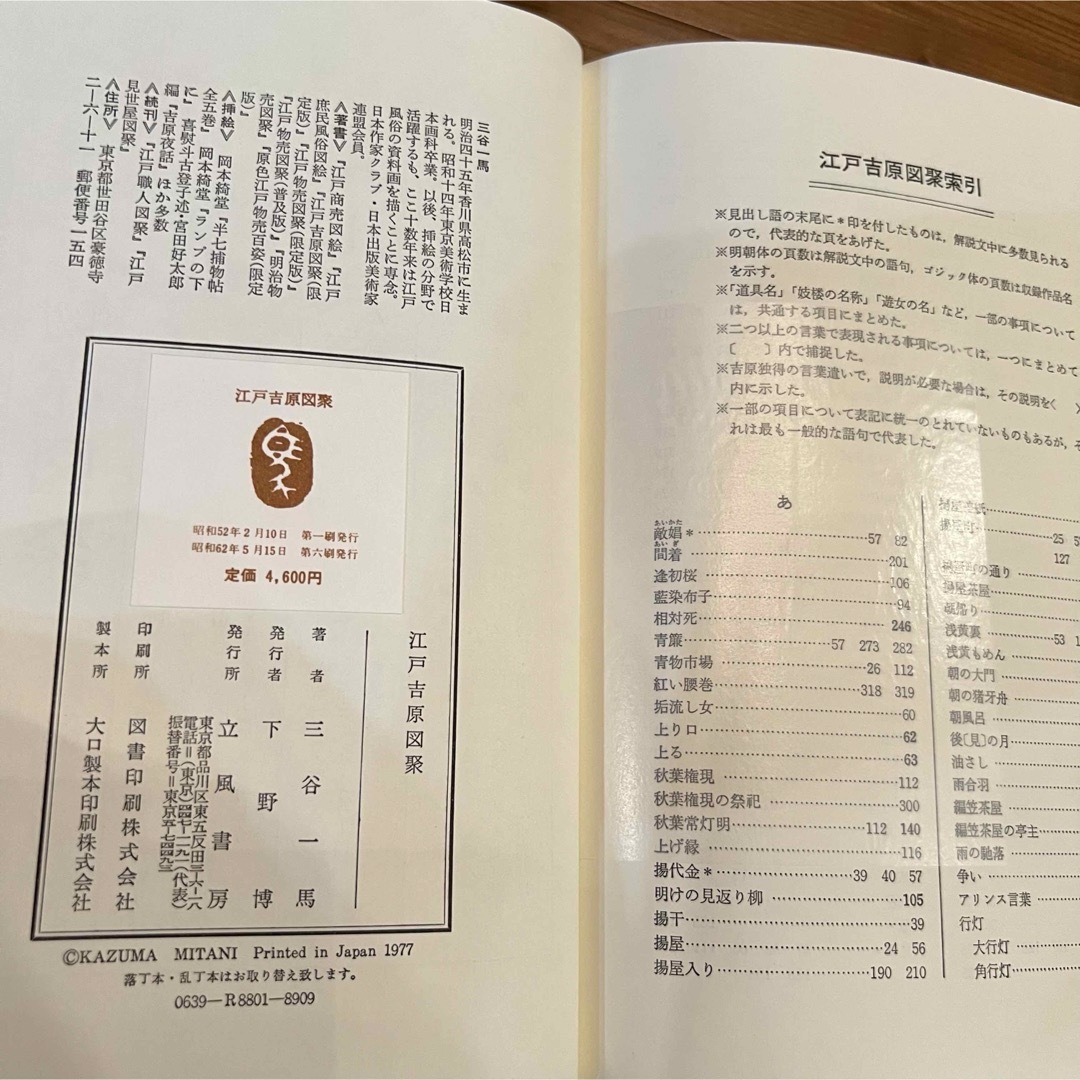 三谷一馬
明治四十五年香川県高松市に生ま
れる。昭和十四年東京美術学校日
本画科卒業。以後、挿絵の分野で
活躍するも、ここ十数年来は江戸
風俗の資料画を描くことに専念。
日本作家クラブ・日本出版美術家
連盟会員。
《著書》『江戸商売図絵』『江戸
庶民風俗図絵』『江戸吉原図聚(限
定版)』『江戸物売図聚(限定版)』
『江戸物売図聚(普及版)』『明治物
売図聚』『原色江戸物売百姿(限定
版)』
《挿絵》 岡本綺堂『半七捕物帖
全五巻』岡本綺堂『ランプの下
に』喜熨斗古登子述・宮田好太郎
編『吉原夜話』ほか多数
《続刊》『江戸職人図聚』『江戸
見世屋図聚』
《住所》 東京都世田谷区豪徳寺
二―六―十一 郵便番号一五四
江戸吉原図聚
昭和52年2月10日 第一刷発行
昭和62年5月15日 第六刷発行
定価 4,600円
江戸吉原図聚
著者 三谷一馬
発行者 下野博
発行所 立風書房
東京都品川区東五反田三―六―一八
印刷所 図書印刷株式会社
製本所 大口製本印刷株式会社
©KAZUMA MITANI Printed in Japan 1977
落丁本・乱丁本はお取り替え致します。
0639―R8801―8909
江戸吉原図聚索引
※見出し語の末尾に*印を付したものは，解説文中に多数見られる
ので，代表的な頁をあげた。
※明朝体の頁数は解説文中の語句，ゴジック体の頁数は収録作品名
を示す。
※「道具名」「妓楼の名称」「遊女の名」など，一部の事項について
は，共通する項目にまとめた。
※二つ以上の言葉で表現される事項については，一つにまとめて
〔 〕内で捕捉した。
※吉原独得の言葉遣いで，説明が必要な場合は，その説明を〈 〉
内に示した。
※一部の項目について表記に統一のとれていないものもあるが，そ
れは最も一般的な語句で代表した。
あ
あいかた
敵娼*……57 82
あいぎ
間着……201
逢初桜……106
藍染布子……94
相対死……246
青簾……57 273 282
青物市場……26 112
紅い腰巻……318 319
垢流し女……60
上り口……62
上る……63
秋葉権現……112
秋葉権現の祭祀……300
秋葉常灯明……112 140
上げ縁……116
揚代金*……39 40 57
明けの見返り柳……105
揚干……39
揚屋……24 56
揚屋入り……190 210
揚屋町……25 5
127
揚屋町の通り……
揚屋茶屋……
浅黄裏……53 1
浅黄もめん……
朝の大門……
朝の猪牙舟……
朝風呂……
後〔見〕の月……
油さし……
雨合羽……
編笠茶屋……
編笠茶屋の亭主……
雨の馳落……
争い……
アリンス言葉……
行灯
大行灯……
角行灯……